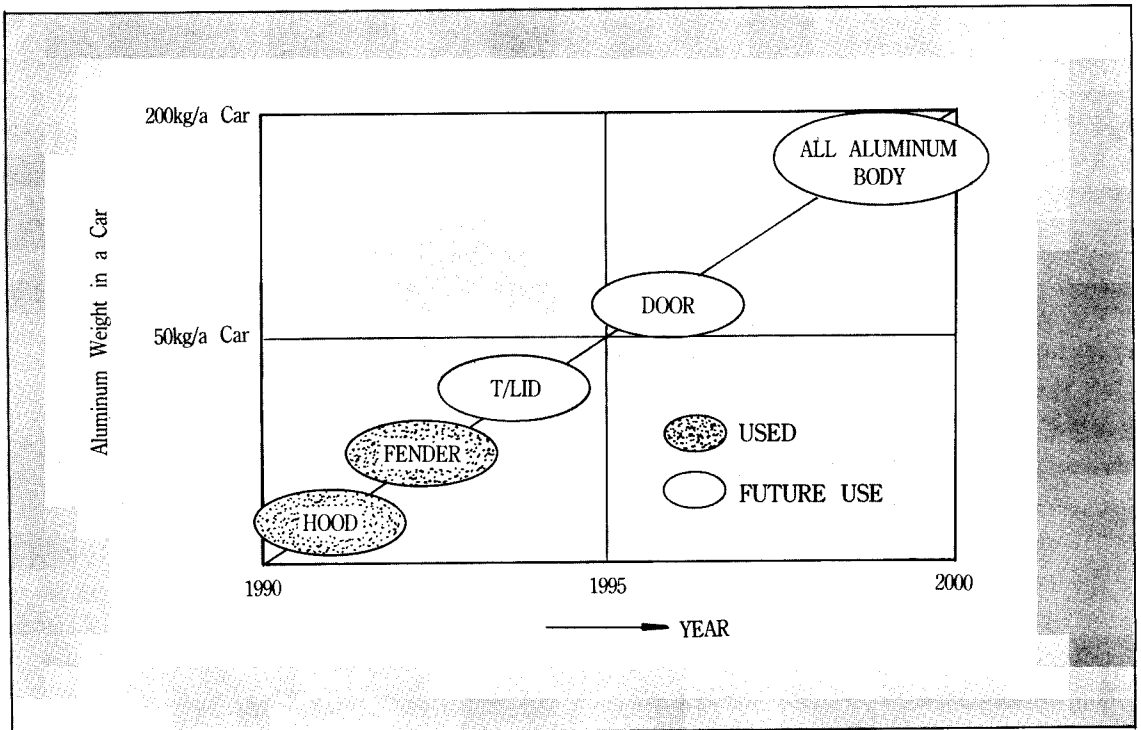 200kg/a Car
ALL ALUMINUM
BODY
Aluminum Weight in a Car
DOOR
50kg/a Car
T/LID
FENDER
USED
FUTURE USE
HOOD
1990
1995
2000
YEAR